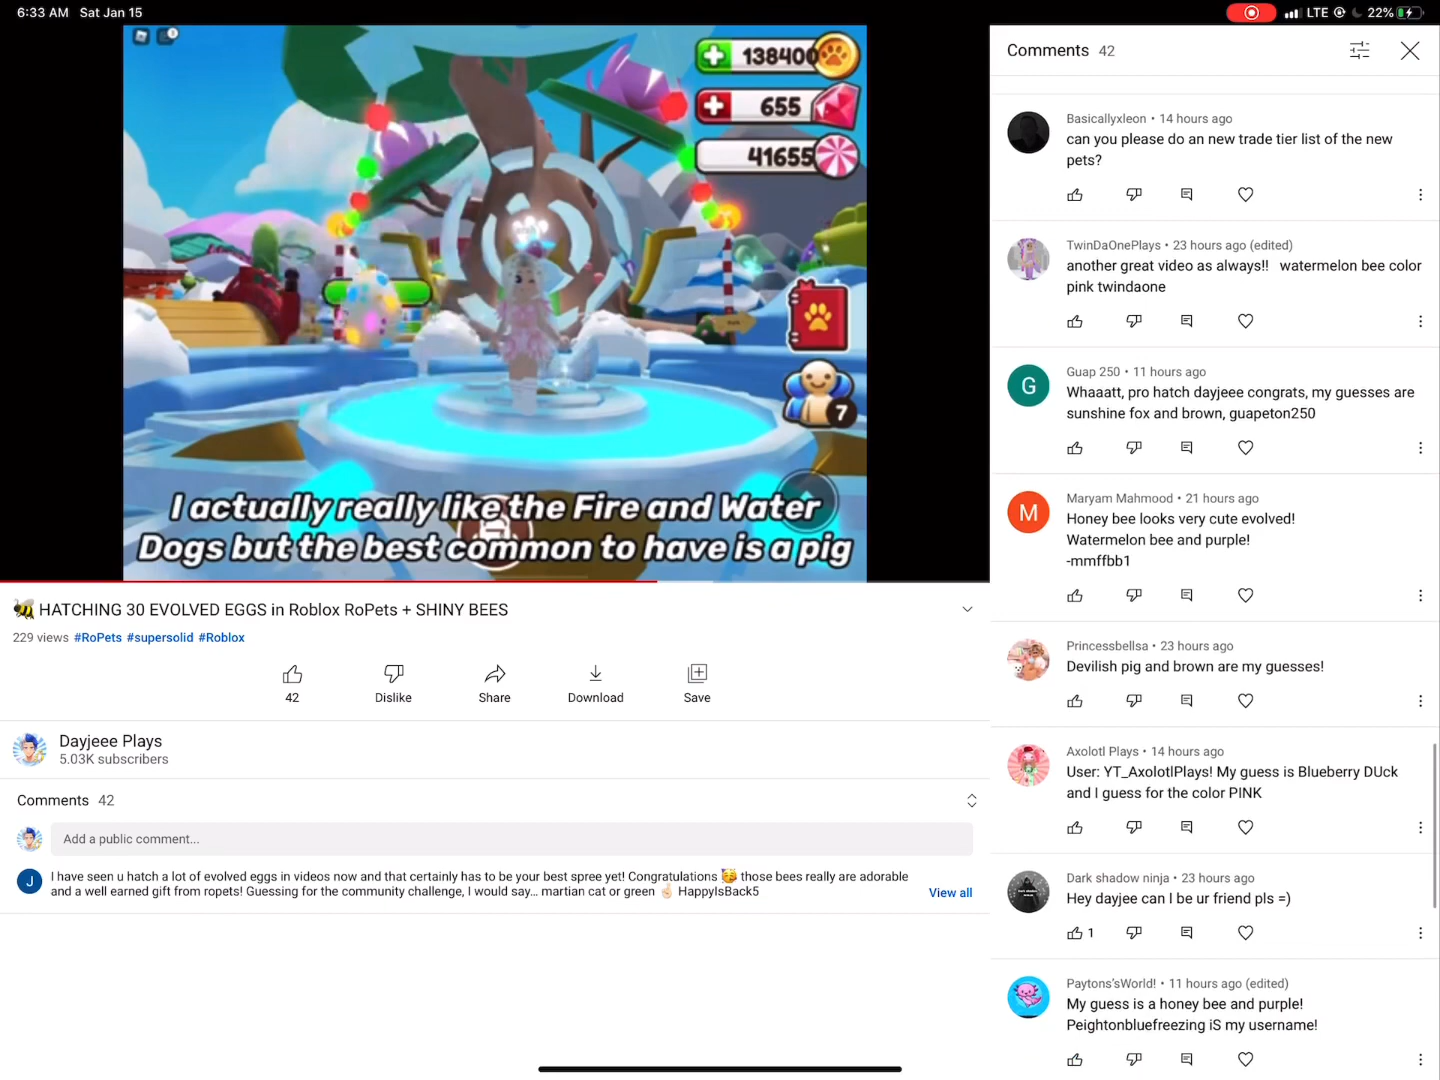 6:33 AM Sat Jan 15
LTE 22%
138400
655
41655
7
I actually really like the Fire and Water
Dogs but the best common to have is a pig
HATCHING 30 EVOLVED EGGS in Roblox RoPets + SHINY BEES
229 views #RoPets #supersolid #Roblox
42
Dislike
Share
Download
Save
Dayjeee Plays
5.03K subscribers
Comments 42
Add a public comment...
J
I have seen u hatch a lot of evolved eggs in videos now and that certainly has to be your best spree yet! Congratulations 🥳 those bees really are adorable
and a well earned gift from ropets! Guessing for the community challenge, I would say... martian cat or green ☝🏻 HappyIsBack5
View all
Comments 42
Basicallyxleon • 14 hours ago
can you please do an new trade tier list of the new
pets?
TwinDaOnePlays • 23 hours ago (edited)
another great video as always!! watermelon bee color
pink twindaone
G
Guap 250 • 11 hours ago
Whaaatt, pro hatch dayjeee congrats, my guesses are
sunshine fox and brown, guapeton250
M
Maryam Mahmood • 21 hours ago
Honey bee looks very cute evolved!
Watermelon bee and purple!
-mmffbb1
Princessbellsa • 23 hours ago
Devilish pig and brown are my guesses!
Axolotl Plays • 14 hours ago
User: YT_AxolotlPlays! My guess is Blueberry DUck
and I guess for the color PINK
Dark shadow ninja • 23 hours ago
Hey dayjee can I be ur friend pls =)
1
Paytons'sWorld! • 11 hours ago (edited)
My guess is a honey bee and purple!
Peightonbluefreezing iS my username!